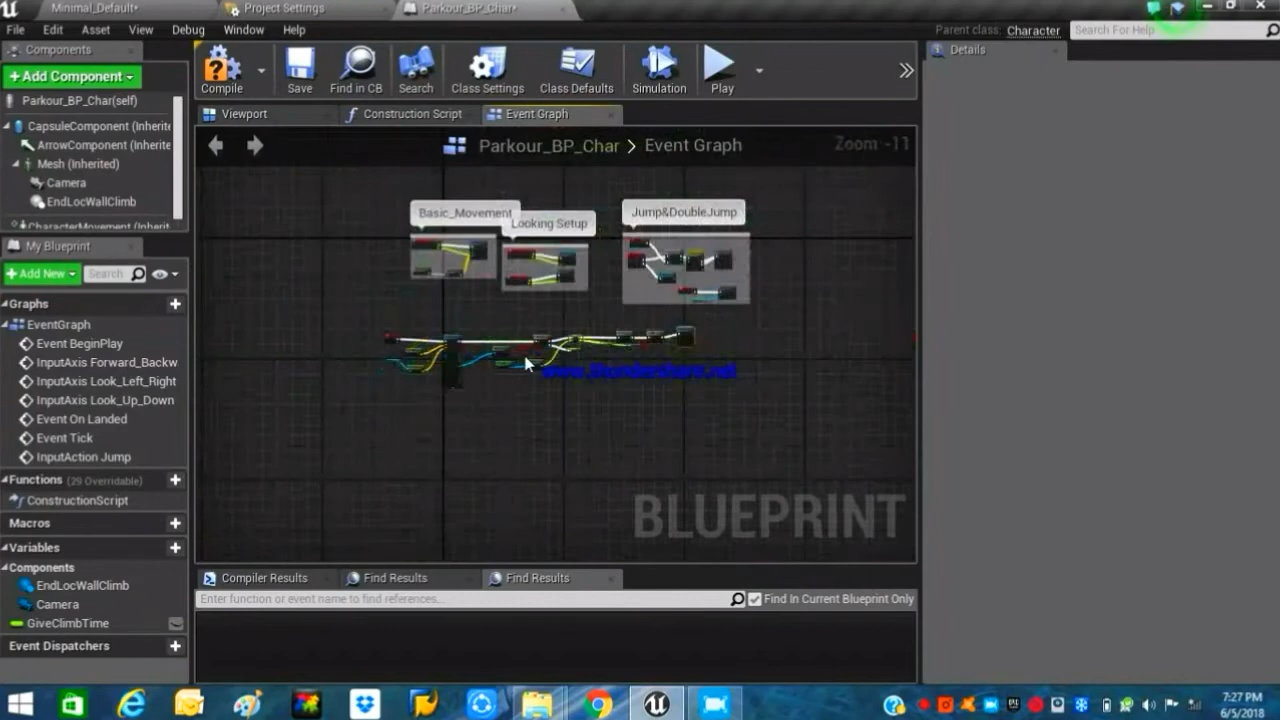 Minimal_Default*
Project Settings
Parkour_BP_Char*
File Edit Asset View Debug Window Help
Parent class: Character
Search For Help
Components
+Add Component
Parkour_BP_Char(self)
CapsuleComponent (Inherite
ArrowComponent (Inherite
Mesh (Inherited)
Camera
EndLocWallClimb
CharacterMovement (Inherited
My Blueprint
+Add New
Search
Graphs
EventGraph
Event BeginPlay
InputAxis Forward_Backw
InputAxis Look_Left_Right
InputAxis Look_Up_Down
Event On Landed
Event Tick
InputAction Jump
Functions (29 Overridable)
ConstructionScript
Macros
Variables
Components
EndLocWallClimb
Camera
GiveClimbTime
Event Dispatchers
Compile
Save
Find in CB
Search
Class Settings
Class Defaults
Simulation
Play
Viewport
Construction Script
Event Graph
Parkour_BP_Char > Event Graph
Zoom -11
Basic_Movement
Looking Setup
Jump&DoubleJump
www.thundershare.net
BLUEPRINT
Compiler Results
Find Results
Find Results
Enter function or event name to find references...
Find In Current Blueprint Only
Details
7:27 PM
6/5/2018